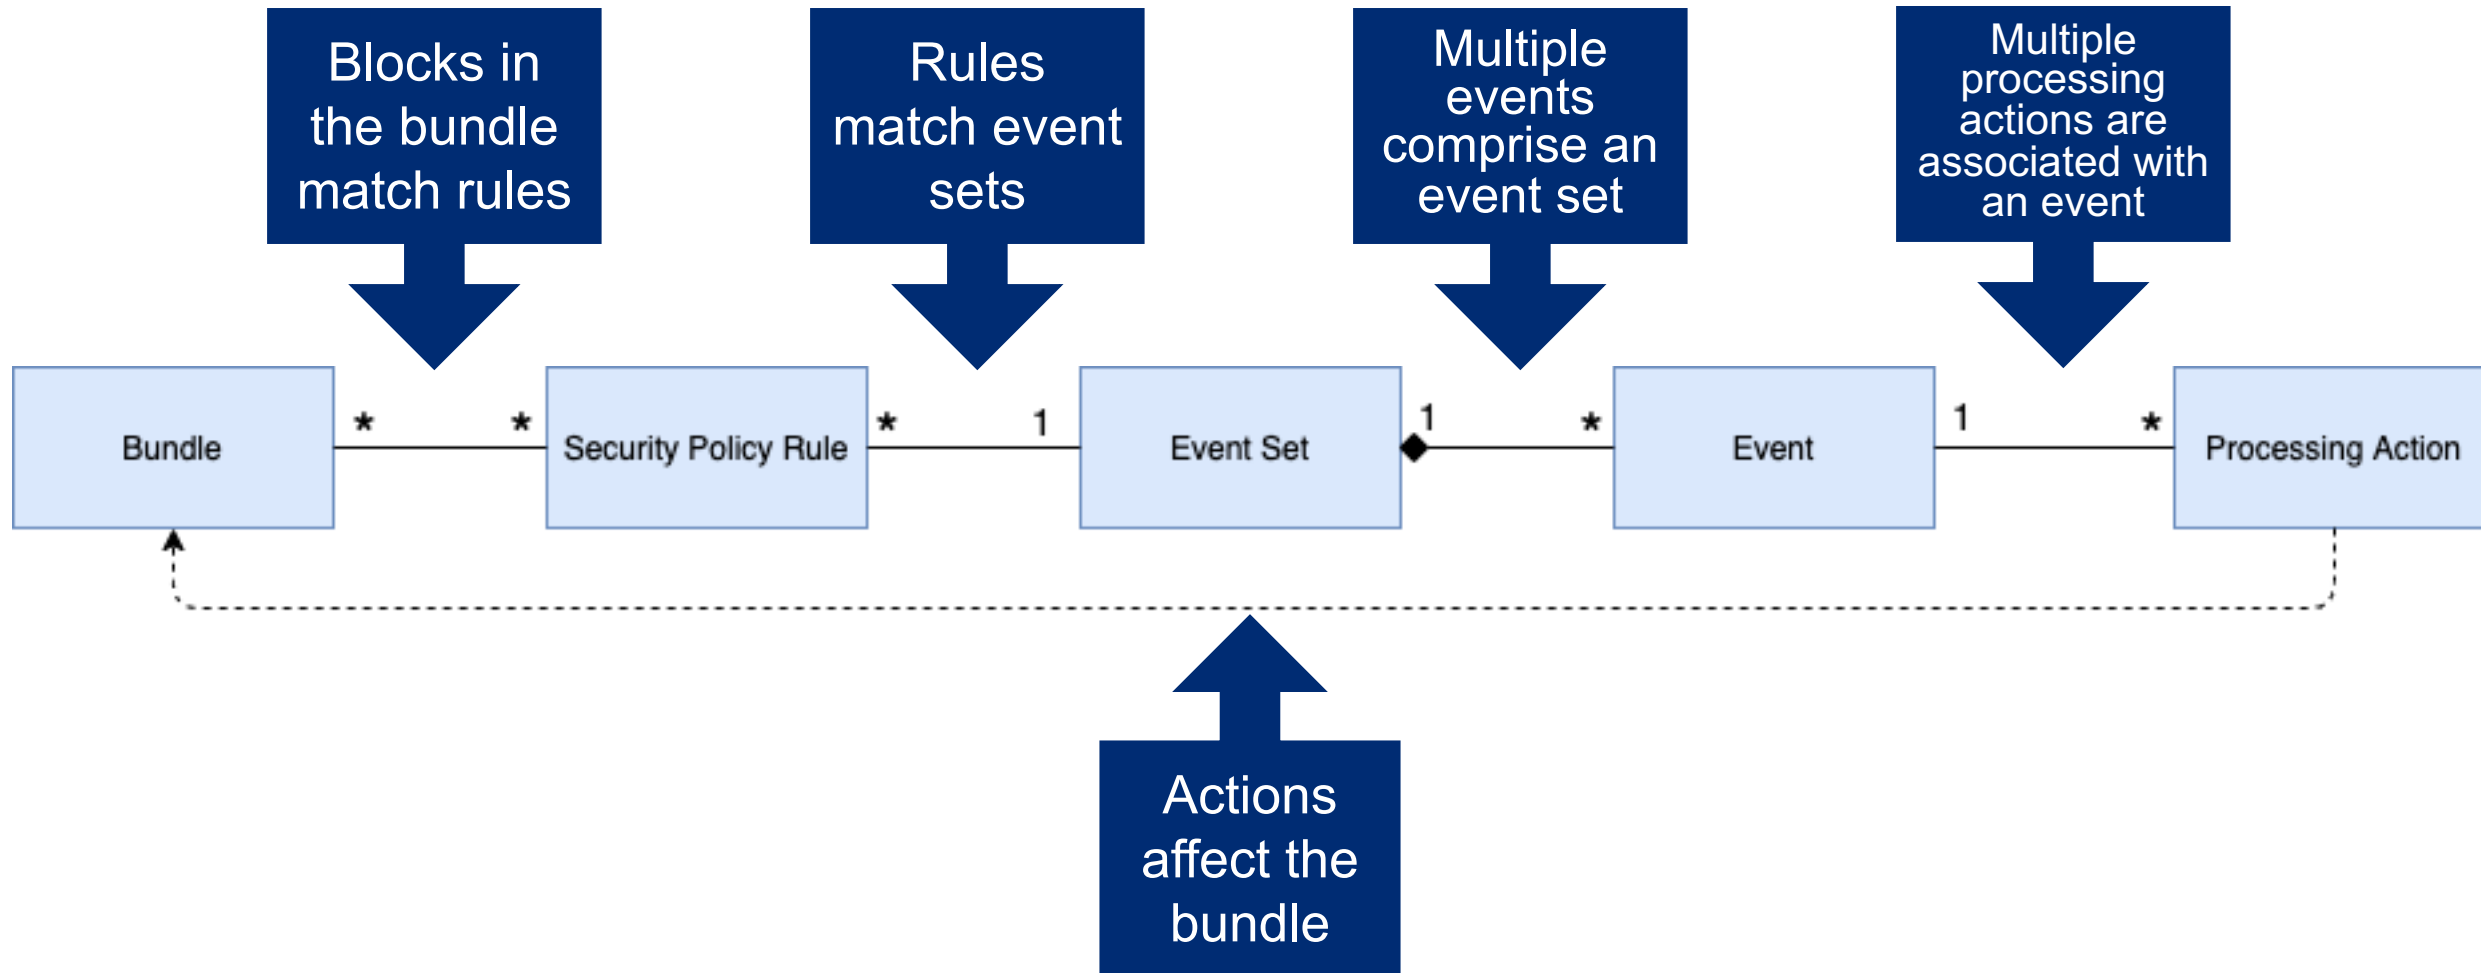 Blocks in
the bundle
match rules
Rules
match event
sets
Multiple
events
comprise an
event set
Multiple
processing
actions are
associated with
an event
Bundle
*
*
Security Policy Rule
*
1
Event Set
1
*
Event
1
*
Processing Action
Actions
affect the
bundle